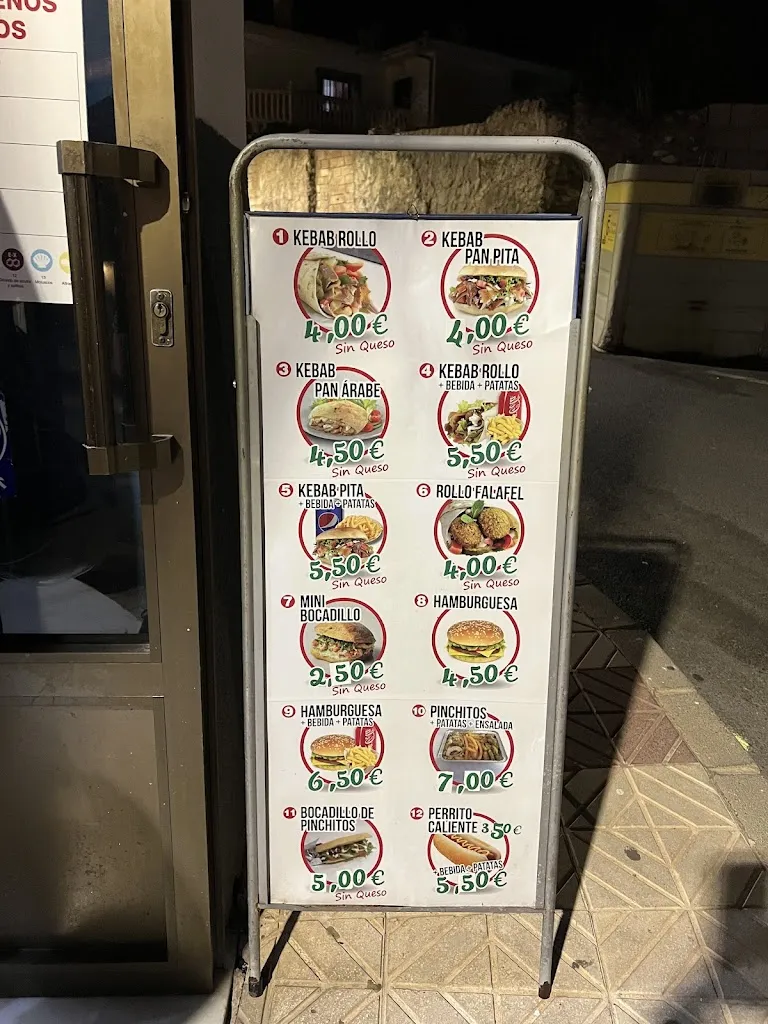 OS
1 KEBAB ROLLO
4,00 €
Sin Queso
2 KEBAB
PAN PITA
4,00 €
Sin Queso
3 KEBAB
PAN ÁRABE
4,50 €
Sin Queso
4 KEBAB ROLLO
+ BEBIDA + PATATAS
5,50 €
Sin Queso
5 KEBAB PITA
+ BEBIDA + PATATAS
5,50 €
Sin Queso
6 ROLLO FALAFEL
4,00 €
Sin Queso
7 MINI
BOCADILLO
2,50 €
Sin Queso
8 HAMBURGUESA
4,50 €
9 HAMBURGUESA
+ BEBIDA + PATATAS
6,50 €
10 PINCHITOS
+ PATATAS + ENSALADA
7,00 €
11 BOCADILLO DE
PINCHITOS
5,00 €
Sin Queso
12 PERRITO
CALIENTE 3,50 €
+ BEBIDA + PATATAS
5,50 €